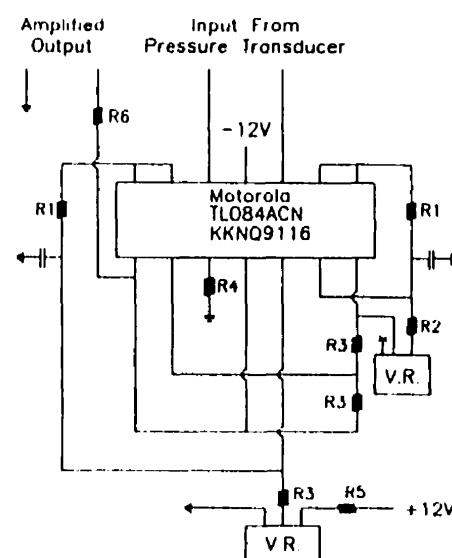 Amplified Output
Input From Pressure Transducer
R6
-12V
R1
Motorola
TL084ACN
KKNQ9116
R1
R4
R2
R3
V.R.
R3
R3
R5
+12V
V.R.